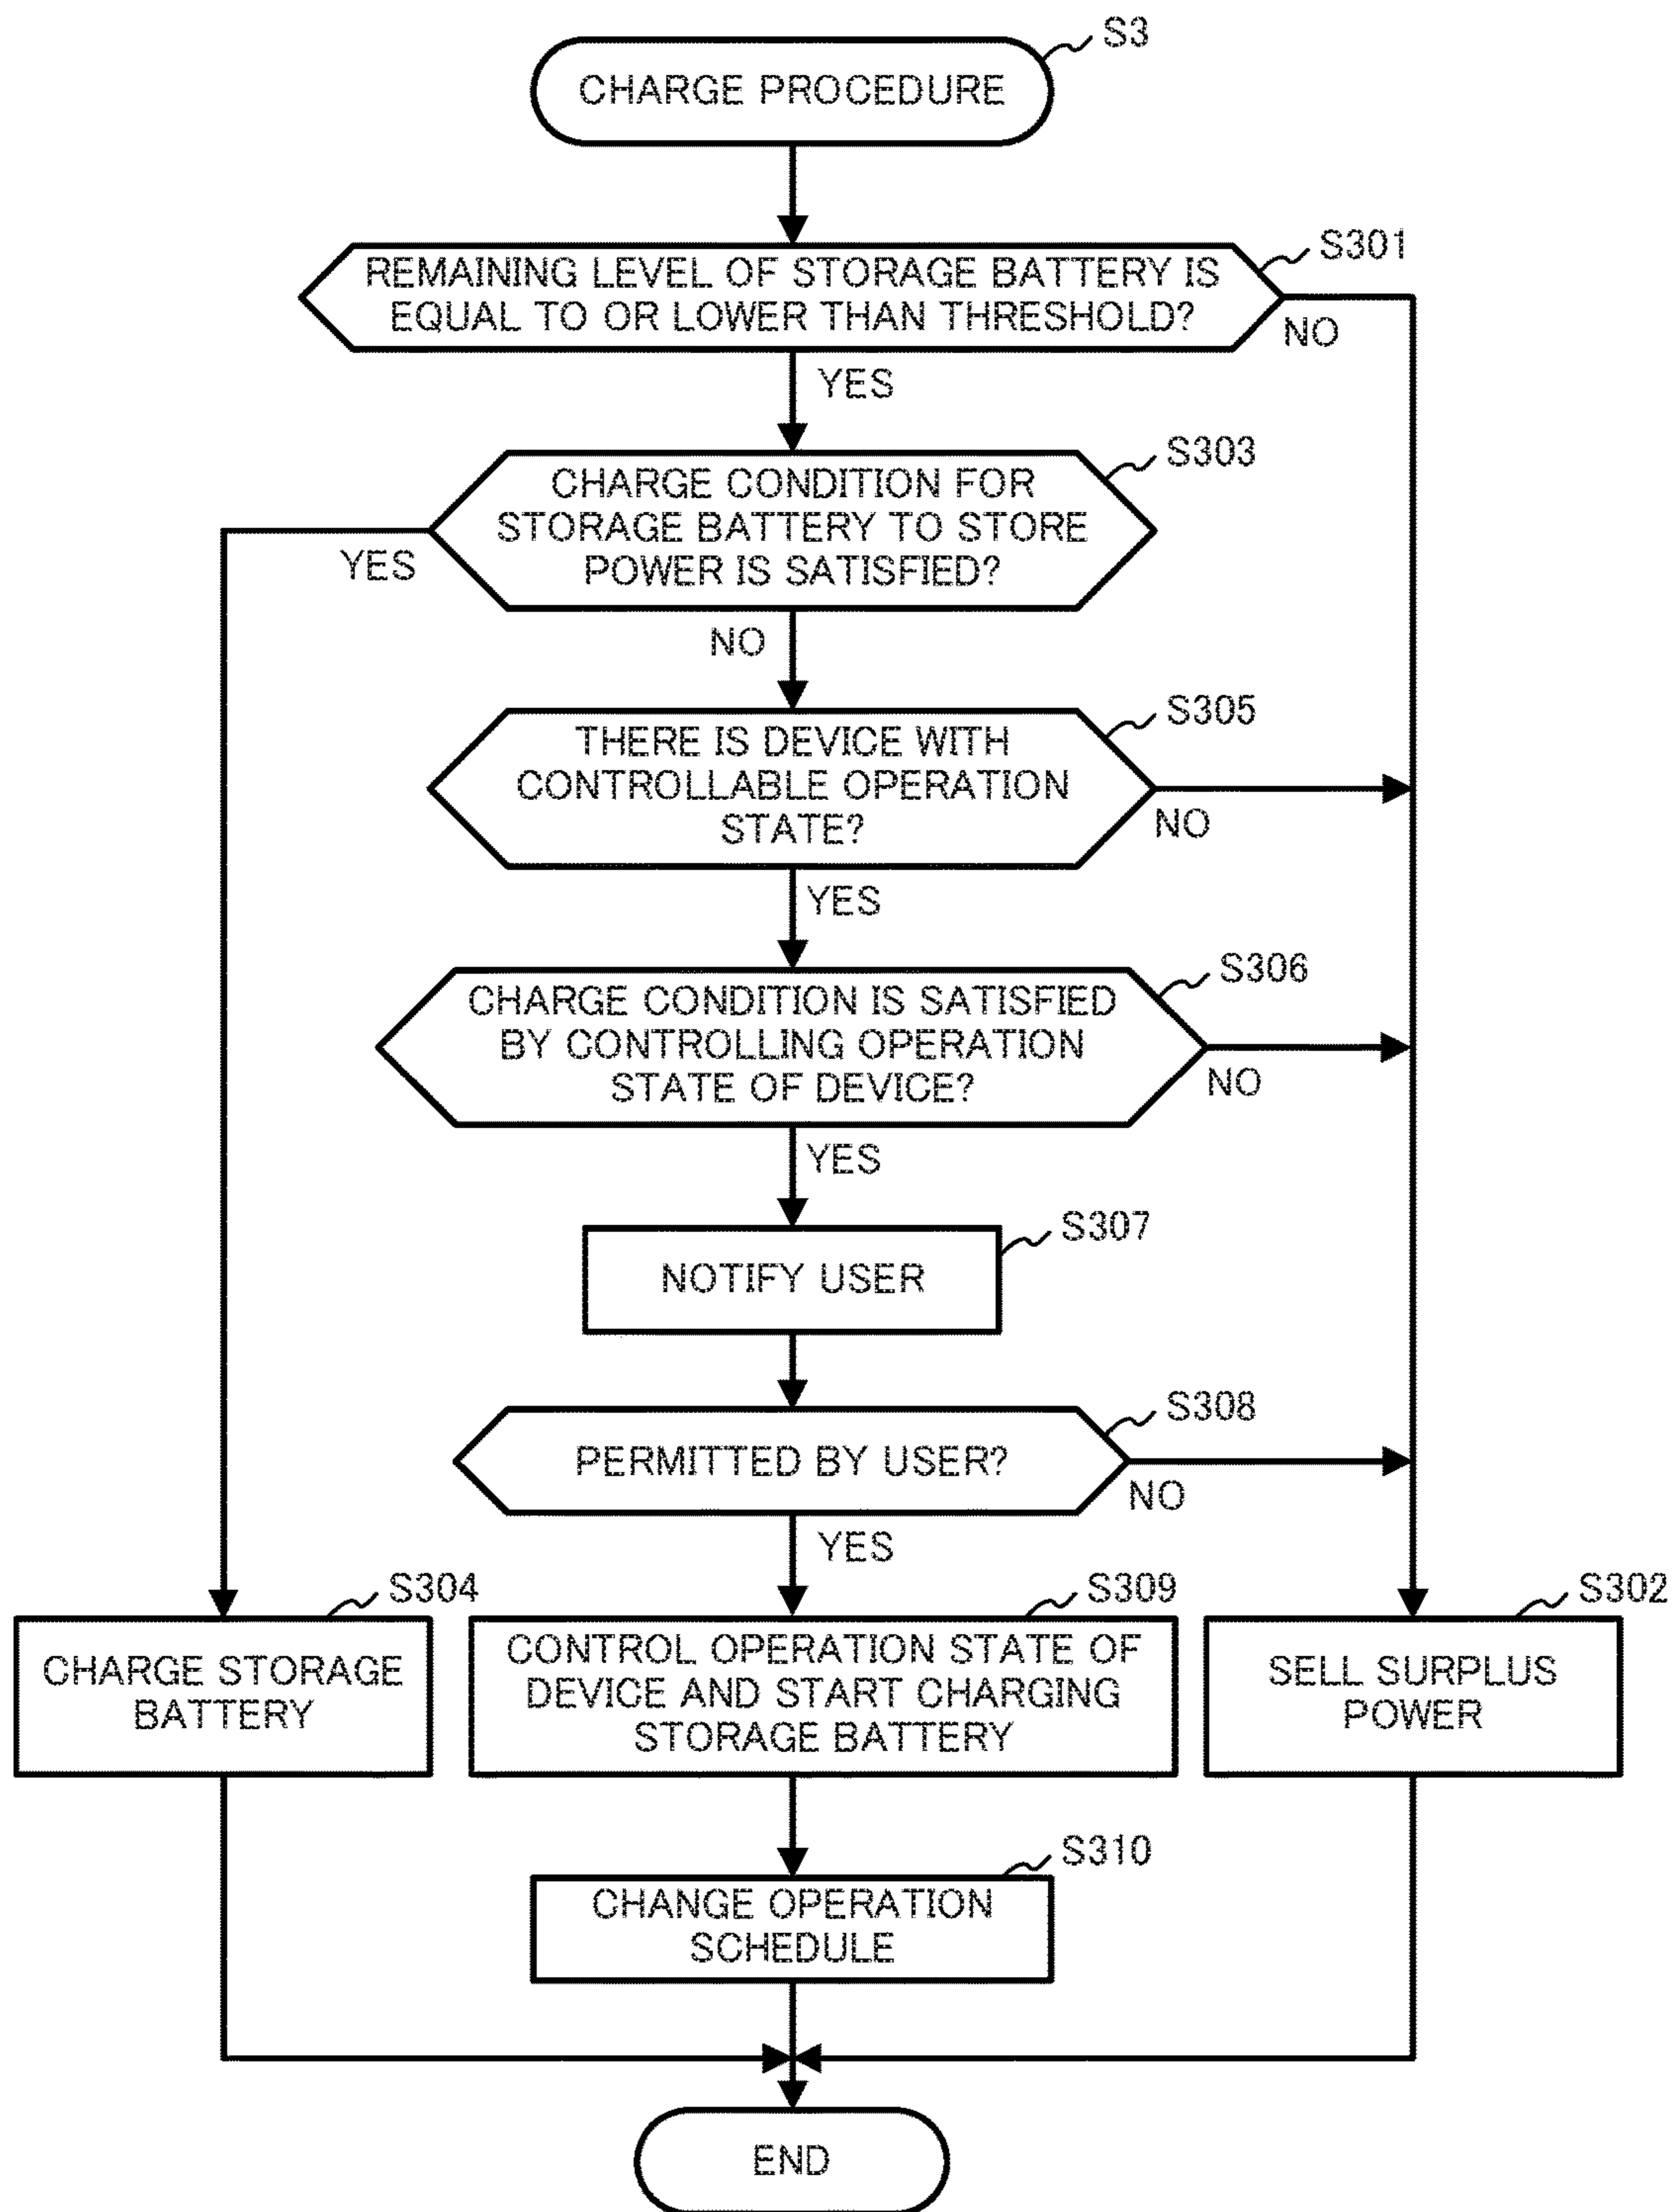 S3
CHARGE PROCEDURE
S301
REMAINING LEVEL OF STORAGE BATTERY IS
EQUAL TO OR LOWER THAN THRESHOLD?
NO
YES
S303
CHARGE CONDITION FOR
STORAGE BATTERY TO STORE
POWER IS SATISFIED?
YES
NO
S305
THERE IS DEVICE WITH
CONTROLLABLE OPERATION
STATE?
NO
YES
S306
CHARGE CONDITION IS SATISFIED
BY CONTROLLING OPERATION
STATE OF DEVICE?
NO
YES
S307
NOTIFY USER
S308
PERMITTED BY USER?
NO
YES
S304
CHARGE STORAGE
BATTERY
S309
CONTROL OPERATION STATE OF
DEVICE AND START CHARGING
STORAGE BATTERY
S302
SELL SURPLUS
POWER
S310
CHANGE OPERATION
SCHEDULE
END